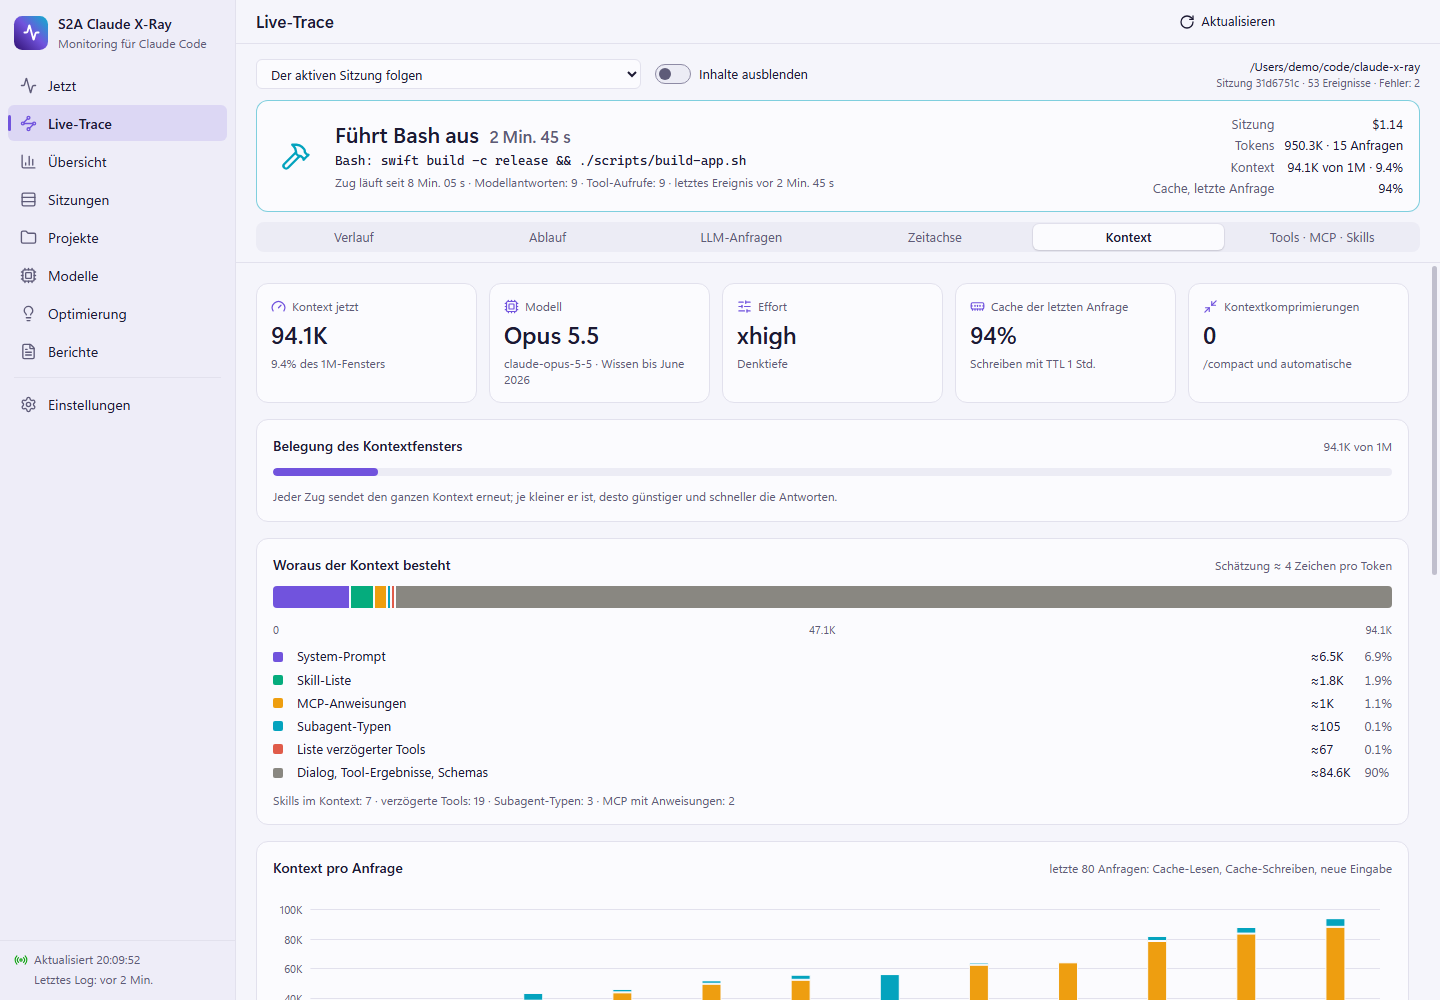 S2A Claude X-Ray
Monitoring für Claude Code
Jetzt
Live-Trace
Übersicht
Sitzungen
Projekte
Modelle
Optimierung
Berichte
Einstellungen
Aktualisiert 20:09:52
Letztes Log: vor 2 Min.
Live-Trace
Aktualisieren
Der aktiven Sitzung folgen
Inhalte ausblenden
/Users/demo/code/claude-x-ray
Sitzung 31d6751c · 53 Ereignisse · Fehler: 2
Führt Bash aus 2 Min. 45 s
Bash: swift build -c release && ./scripts/build-app.sh
Zug läuft seit 8 Min. 05 s · Modellantworten: 9 · Tool-Aufrufe: 9 · letztes Ereignis vor 2 Min. 45 s
Sitzung $1.14
Tokens 950.3K · 15 Anfragen
Kontext 94.1K von 1M · 9.4%
Cache, letzte Anfrage 94%
Verlauf Ablauf LLM-Anfragen Zeitachse Kontext Tools · MCP · Skills
Kontext jetzt
94.1K
9.4% des 1M-Fensters
Modell
Opus 5.5
claude-opus-5-5 · Wissen bis June
2026
Effort
xhigh
Denktiefe
Cache der letzten Anfrage
94%
Schreiben mit TTL 1 Std.
Kontextkomprimierungen
0
/compact und automatische
Belegung des Kontextfensters 94.1K von 1M
Jeder Zug sendet den ganzen Kontext erneut; je kleiner er ist, desto günstiger und schneller die Antworten.
Woraus der Kontext besteht Schätzung ≈ 4 Zeichen pro Token
0 47.1K 94.1K
System-Prompt ≈6.5K 6.9%
Skill-Liste ≈1.8K 1.9%
MCP-Anweisungen ≈1K 1.1%
Subagent-Typen ≈105 0.1%
Liste verzögerter Tools ≈67 0.1%
Dialog, Tool-Ergebnisse, Schemas ≈84.6K 90%
Skills im Kontext: 7 · verzögerte Tools: 19 · Subagent-Typen: 3 · MCP mit Anweisungen: 2
Kontext pro Anfrage letzte 80 Anfragen: Cache-Lesen, Cache-Schreiben, neue Eingabe
100K
80K
60K
40K